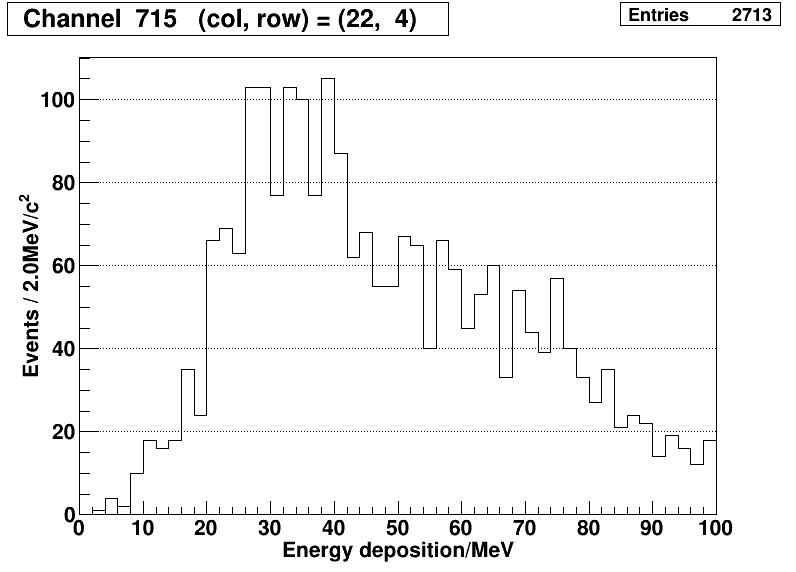 Channel 715 (col, row) = (22, 4)
Entries 2713
Events / 2.0MeV/c²
100
80
60
40
20
0
0 10 20 30 40 50 60 70 80 90 100
Energy deposition/MeV